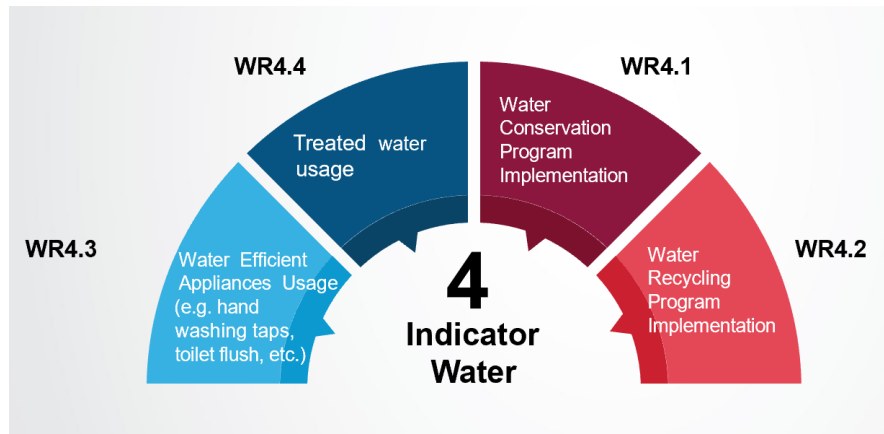 WR4.4
WR4.1
Treated water
usage
Water
Conservation
Program
Implementation
WR4.3
Water Efficient
Appliances Usage
(e.g. hand
washing taps,
toilet flush, etc.)
Water
Recycling
Program
Implementation
WR4.2
4
Indicator
Water